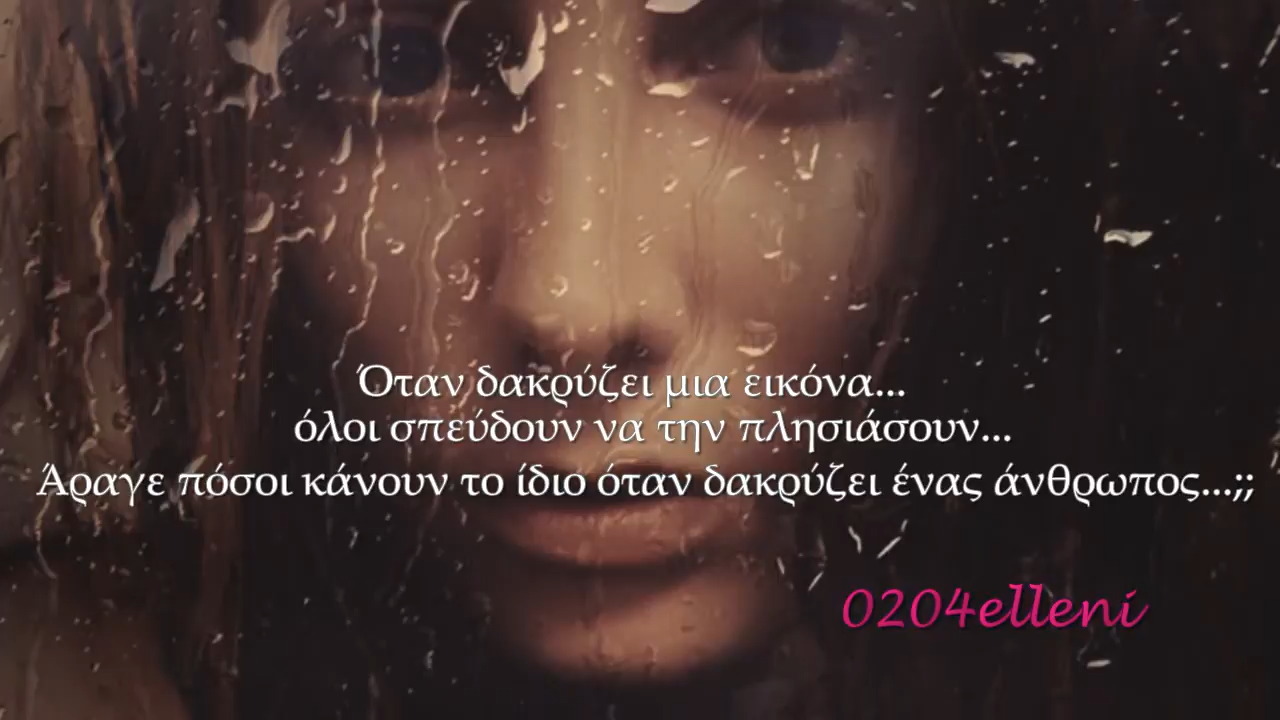 Όταν δακρύζει μια εικόνα...
όλοι σπεύδουν να την πλησιάσουν...
Άραγε πόσοι κάνουν το ίδιο όταν δακρύζει ένας άνθρωπος...;;
0204elleni